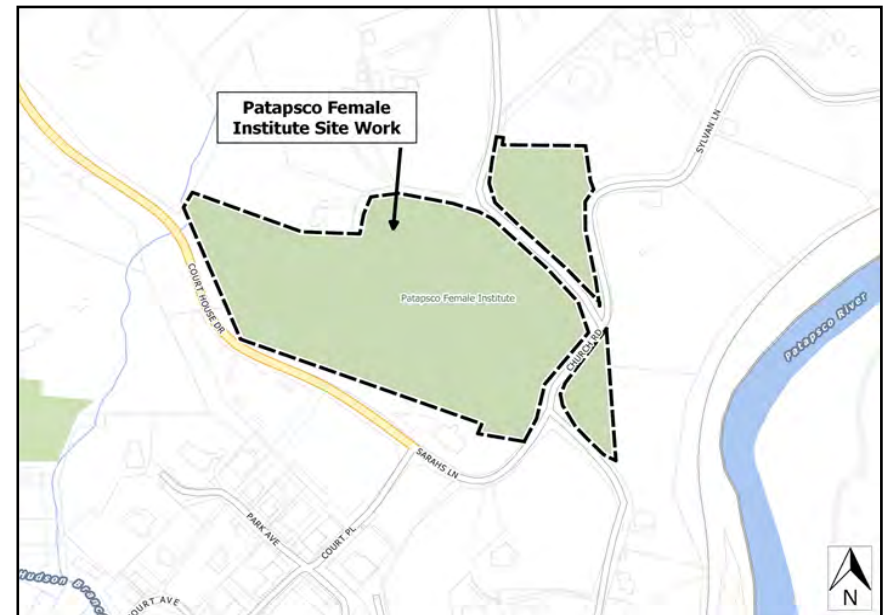 Patapsco Female
Institute Site Work
SYLVAN LN
COURT HOUSE DR
Patapsco Female Institute
CHURCH RD
Patapsco River
SARAHS LN
PARK AVE
COURT PL
Hudson Branch
COURT AVE
N